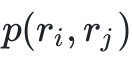 p(r_i, r_j)